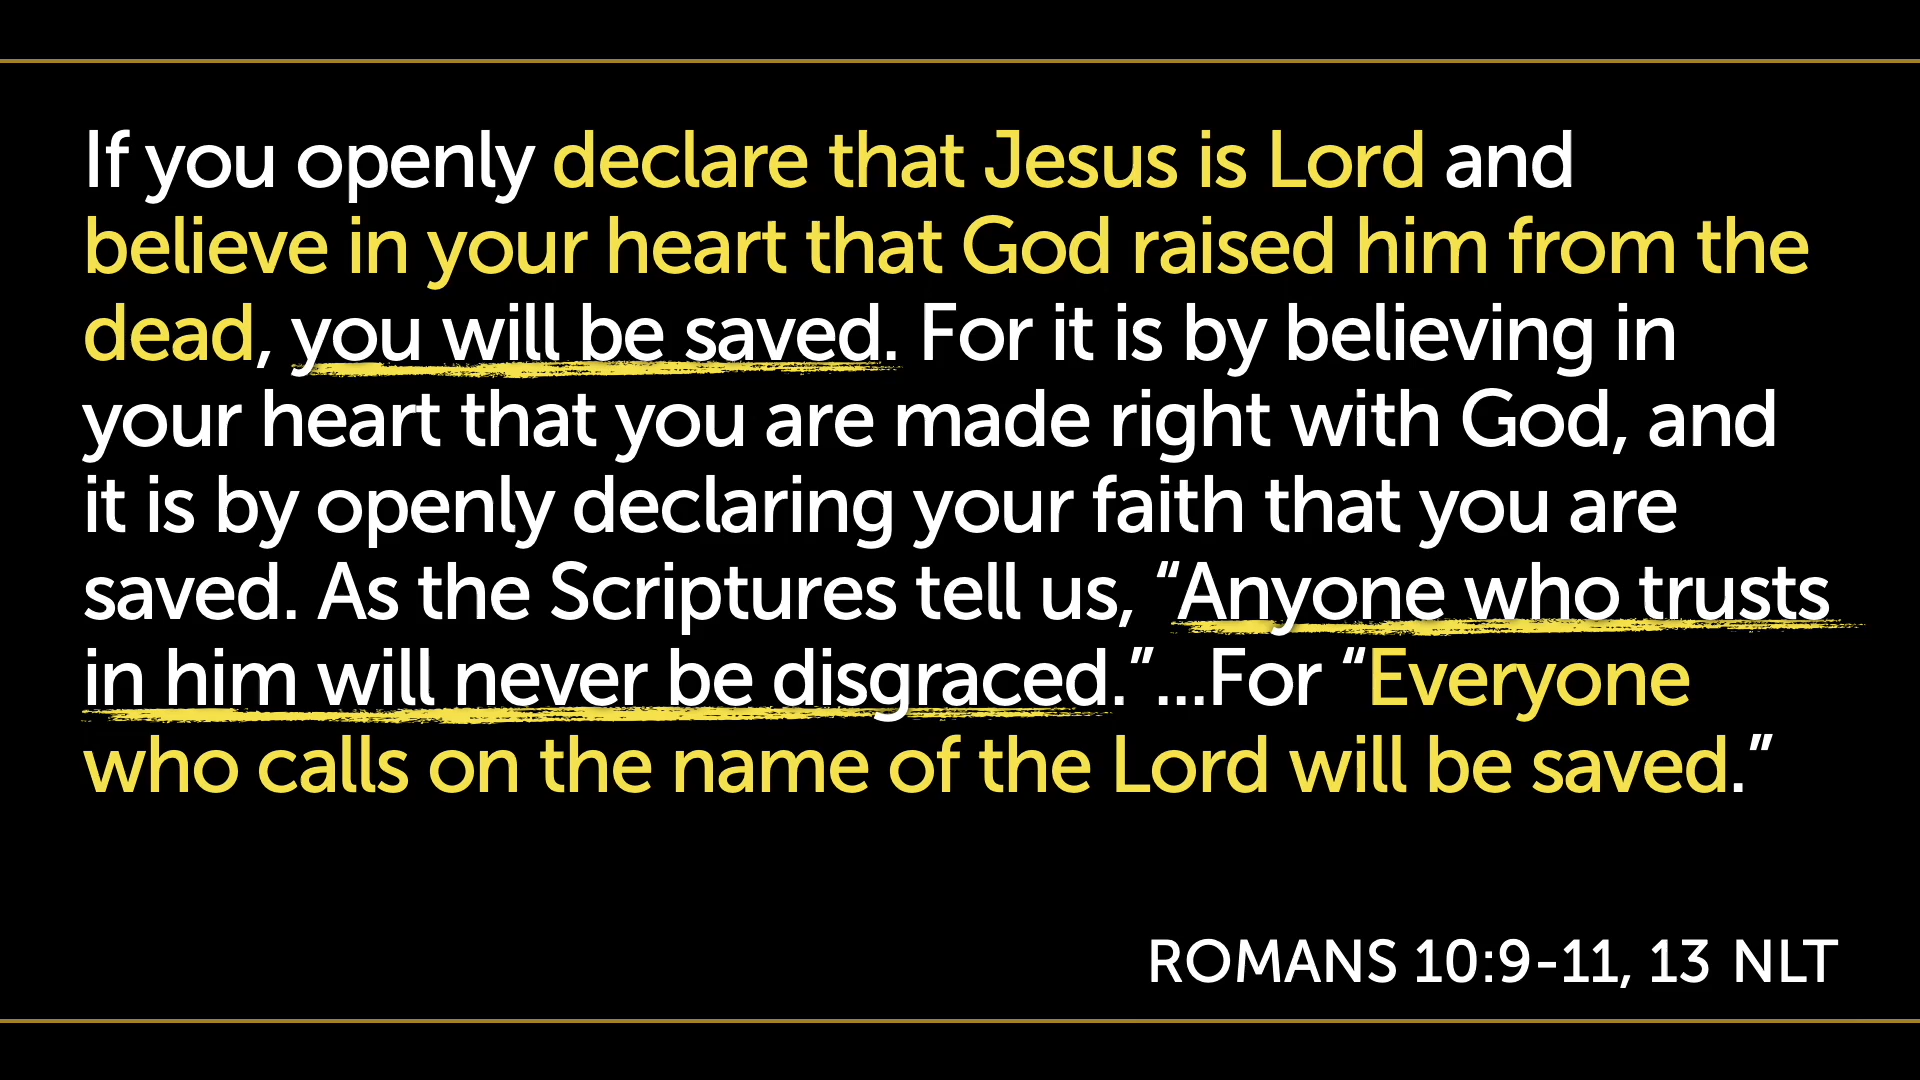 If you openly declare that Jesus is Lord and
believe in your heart that God raised him from the
dead, you will be saved. For it is by believing in
your heart that you are made right with God, and
it is by openly declaring your faith that you are
saved. As the Scriptures tell us, “Anyone who trusts
in him will never be disgraced.”...For “Everyone
who calls on the name of the Lord will be saved.”
ROMANS 10:9-11, 13 NLT